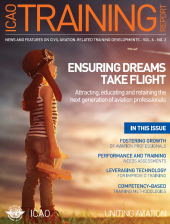 ICAO TRAINING REPORT
NEWS AND FEATURES ON CIVIL AVIATION-RELATED TRAINING DEVELOPMENTS - VOL. 6 - NO. 2
ENSURING DREAMS
TAKE FLIGHT
Attracting, educating and retaining the
next generation of aviation professionals
IN THIS ISSUE
FOSTERING GROWTH
OF AVIATION PROFESSIONALS
PERFORMANCE AND TRAINING
NEEDS ASSESSMENTS
LEVERAGING TECHNOLOGY
FOR IMPROVED TRAINING
COMPETENCY-BASED
TRAINING METHODOLOGIES
ICAO
UNITING AVIATION